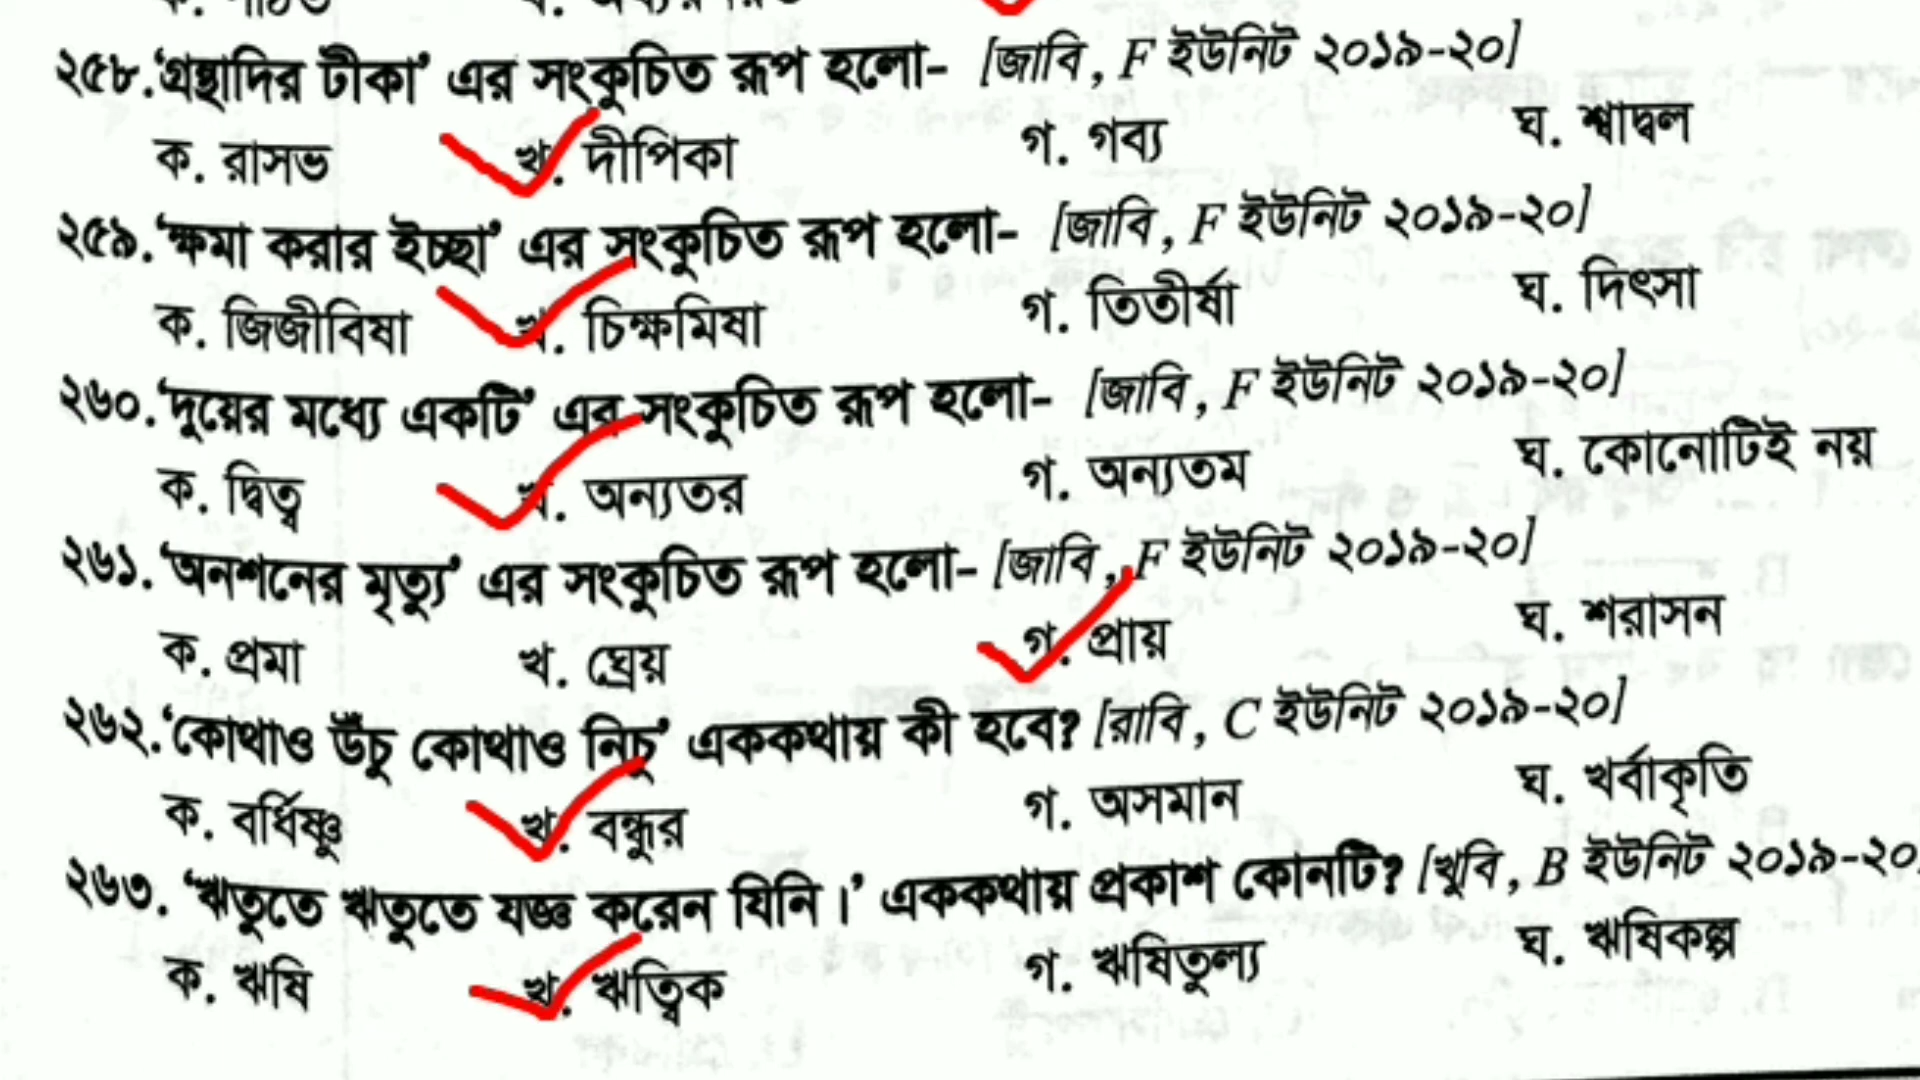 ২৫৮.'গ্রন্থাদির টীকা' এর সংকুচিত রূপ হলো- [জাবি, F ইউনিট ২০১৯-২০]
ক. রাসভ খ. দীপিকা গ. গব্য ঘ. শ্বাদ্বল
২৫৯.'ক্ষমা করার ইচ্ছা' এর সংকুচিত রূপ হলো- [জাবি, F ইউনিট ২০১৯-২০]
ক. জিজীবিষা খ. চিক্ষমিষা গ. তিতীর্ষা ঘ. দিৎসা
২৬০.'দুয়ের মধ্যে একটি' এর সংকুচিত রূপ হলো- [জাবি, F ইউনিট ২০১৯-২০]
ক. দ্বিত্ব খ. অন্যতর গ. অন্যতম ঘ. কোনোটিই নয়
২৬১. 'অনশনের মৃত্যু' এর সংকুচিত রূপ হলো- [জাবি, F ইউনিট ২০১৯-২০]
ক. প্রমা খ. ঘ্রেয় গ. প্রায় ঘ. শরাসন
২৬২.'কোথাও উঁচু কোথাও নিচু' এককথায় কী হবে? [রাবি, C ইউনিট ২০১৯-২০]
ক. বর্ধিষ্ণু খ. বন্ধুর গ. অসমান ঘ. খর্বাকৃতি
২৬৩. 'ঋতুতে ঋতুতে যজ্ঞ করেন যিনি।' এককথায় প্রকাশ কোনটি? [খুবি, B ইউনিট ২০১৯-২০
ক. ঋষি খ. ঋত্বিক গ. ঋষিতুল্য ঘ. ঋষিকল্প